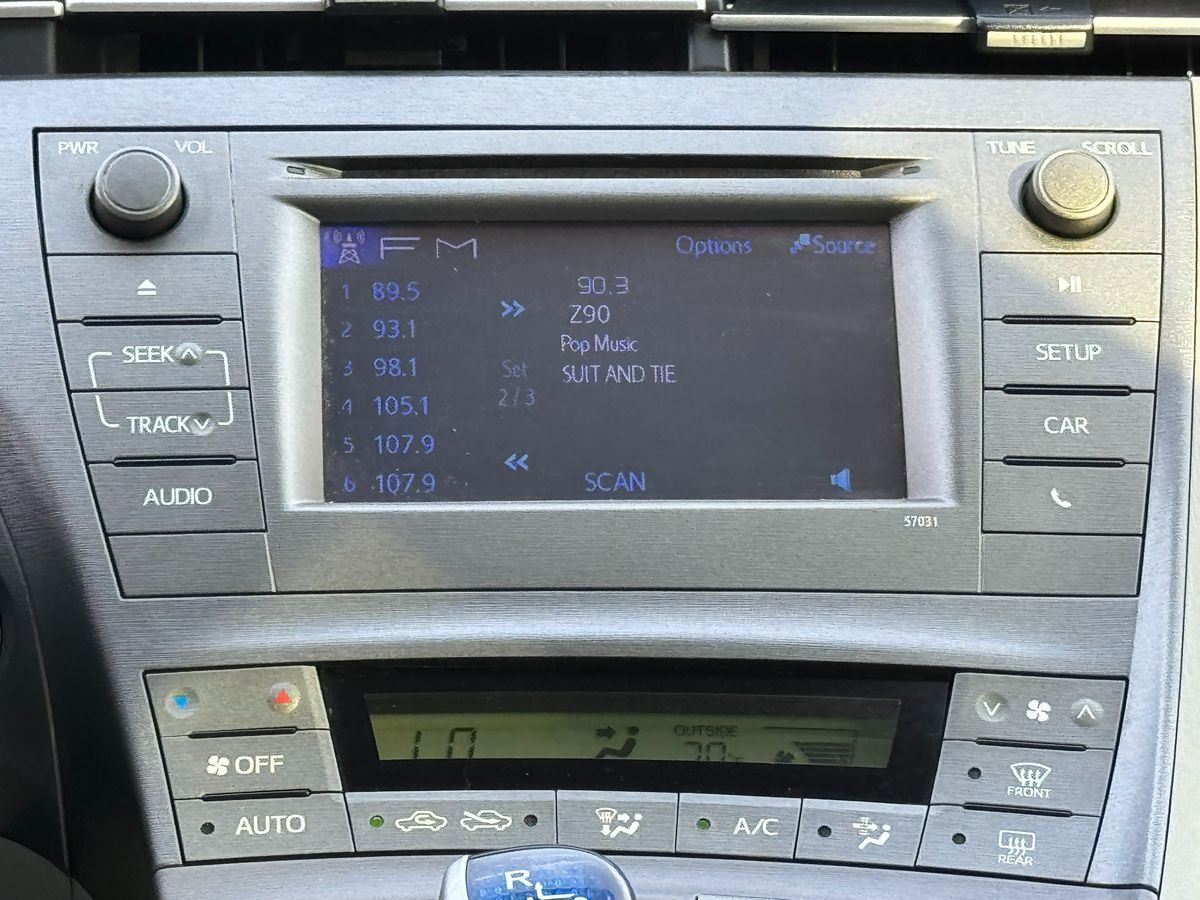 PWR VOL
TUNE SCROLL
FM Options Source
1 89.5
2 93.1
3 98.1
4 105.1
5 107.9
6 107.9
Set
2/3
90.3
Z90
Pop Music
SUIT AND TIE
SCAN
SEEK
TRACK
AUDIO
SETUP
CAR
57031
OUTSIDE
70
OFF
AUTO
A/C
FRONT
REAR
R